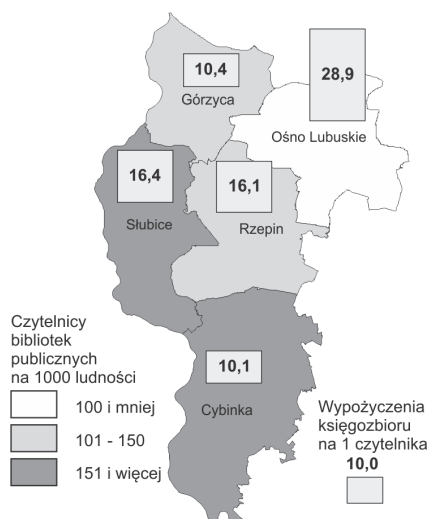 10,4
Górzyca
28,9
Ośno Lubuskie
16,4
Słubice
16,1
Rzepin
10,1
Cybinka
Czytelnicy
bibliotek
publicznych
na 1000 ludności
100 i mniej
101 - 150
151 i więcej
Wypożyczenia
księgozbioru
na 1 czytelnika
10,0